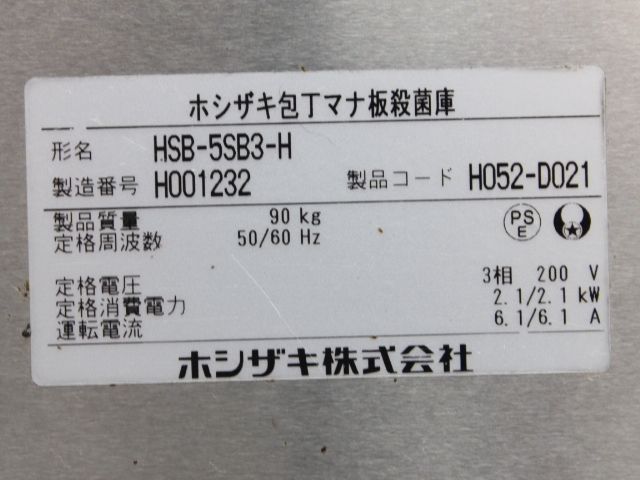 ホシザキ包丁マナ板殺菌庫
形名 HSB-5SB3-H
製造番号 H001232 製品コード H052-D021
製品質量 90 kg
定格周波数 50/60 Hz
PS
E
定格電圧 3相 200 V
定格消費電力 2.1/2.1 kW
運転電流 6.1/6.1 A
ホシザキ株式会社